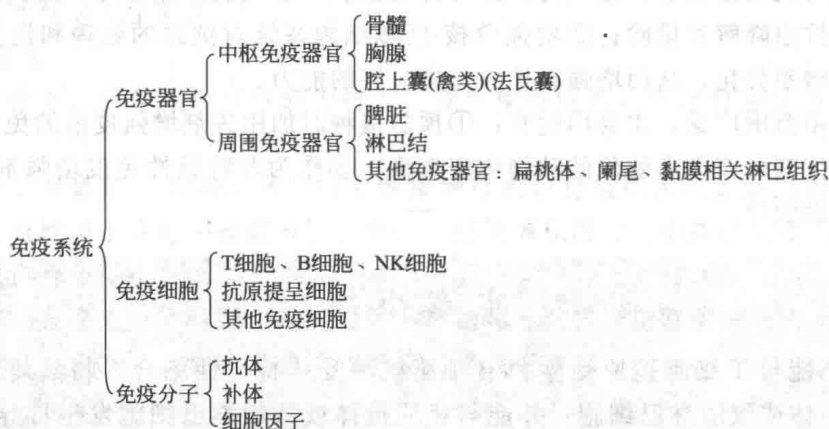 骨髓
中枢免疫器官
胸腺
免疫器官
腔上囊(禽类)(法氏囊)
脾脏
周围免疫器官
淋巴结
其他免疫器官：扁桃体、阑尾、黏膜相关淋巴组织
免疫系统
T细胞、B细胞、NK细胞
免疫细胞
抗原提呈细胞
其他免疫细胞
抗体
免疫分子
补体
细胞因子